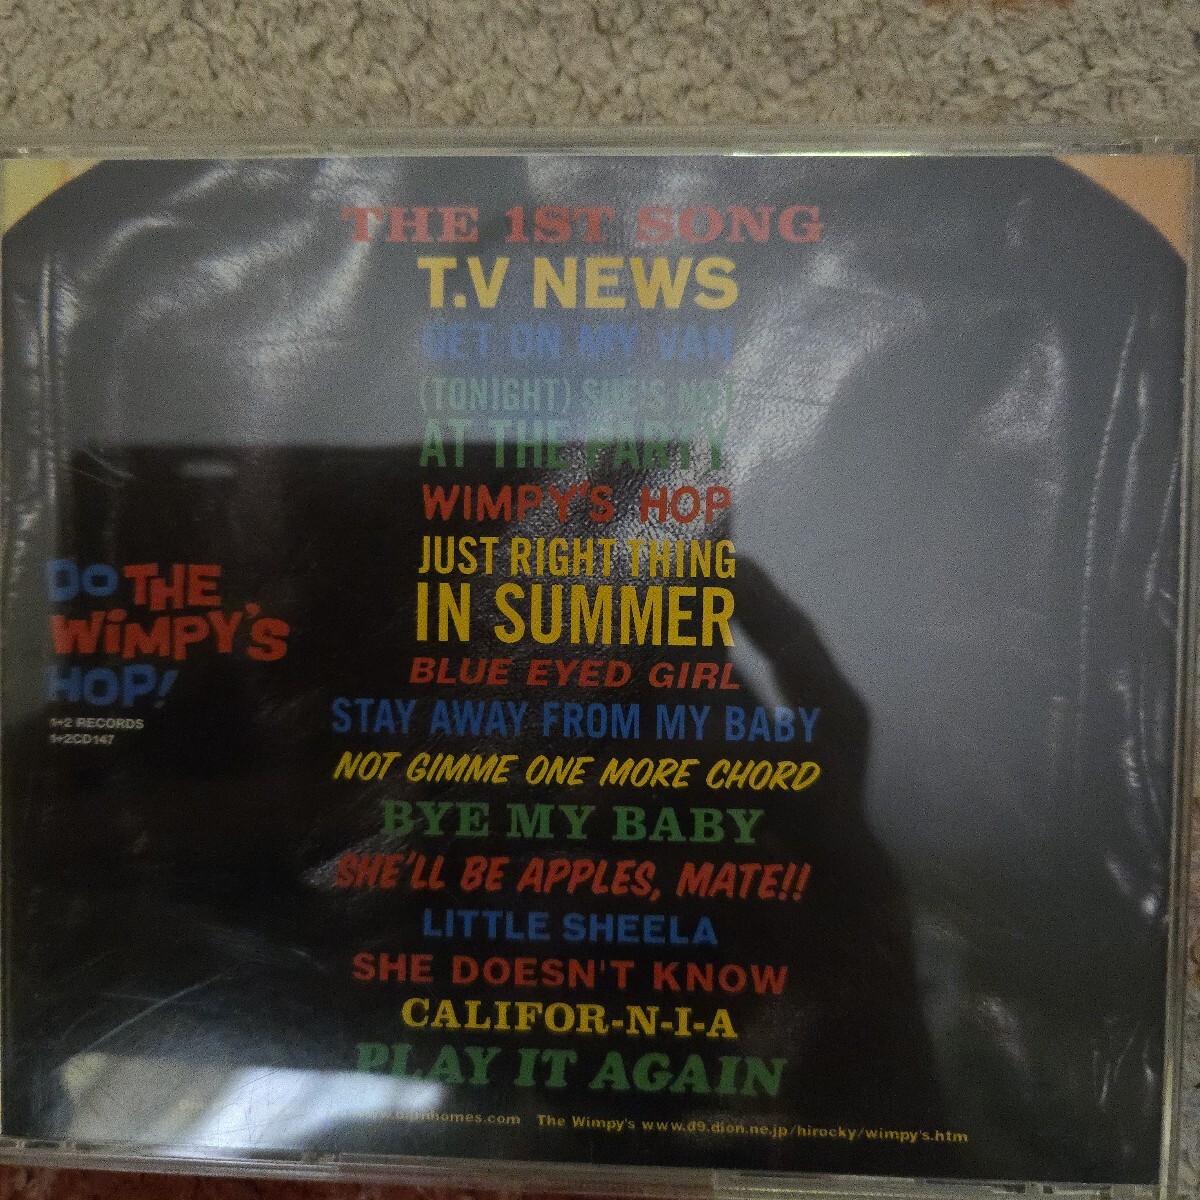 THE 1ST SONG
T.V NEWS
GET ON MY VAN
(TONIGHT) SHE'S NOT
AT THE PARTY
WIMPY'S HOP
JUST RIGHT THING
IN SUMMER
BLUE EYED GIRL
STAY AWAY FROM MY BABY
NOT GIMME ONE MORE CHORD
BYE MY BABY
SHE'LL BE APPLES, MATE!!
LITTLE SHEELA
SHE DOESN'T KNOW
CALIFOR-N-I-A
PLAY IT AGAIN
DO THE
WiMPY'S
HOP!
1+2 RECORDS
1+2CD147
The Wimpy's www.d9.dion.ne.jp/hirocky/wimpy's.htm